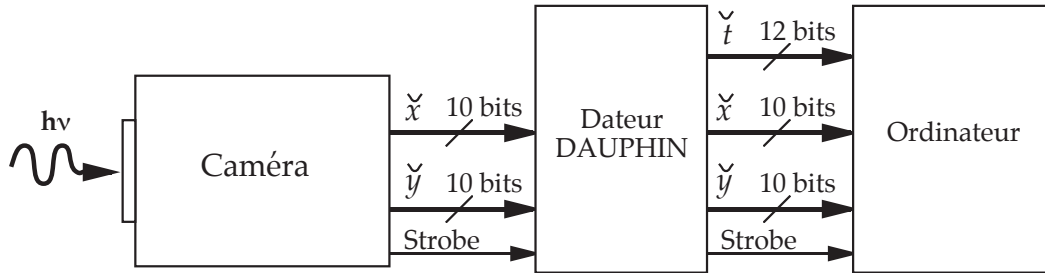 hν
Caméra
x̆ 10 bits
y̆ 10 bits
Strobe
Dateur
DAUPHIN
t̆ 12 bits
x̆ 10 bits
y̆ 10 bits
Strobe
Ordinateur